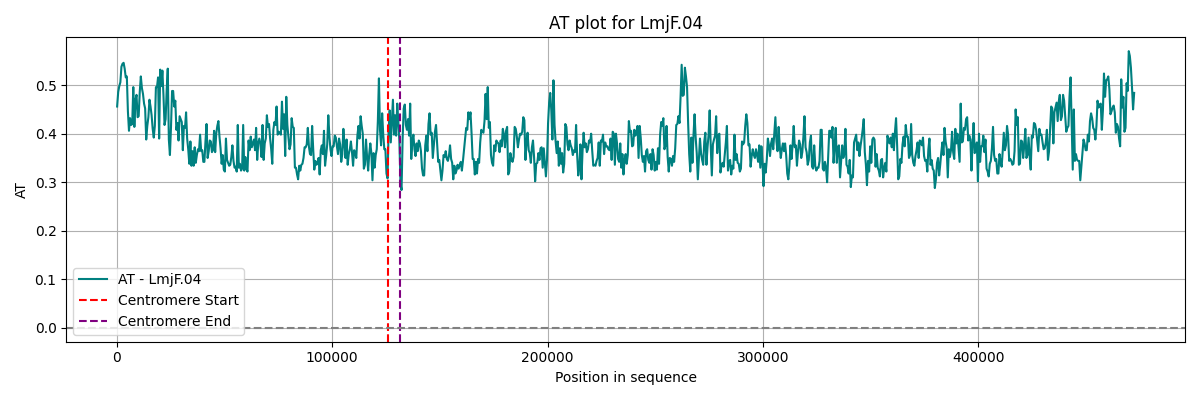 AT plot for LmjF.04
AT
0.5
0.4
0.3
0.2
0.1
0.0
AT - LmjF.04
Centromere Start
Centromere End
0 100000 200000 300000 400000
Position in sequence